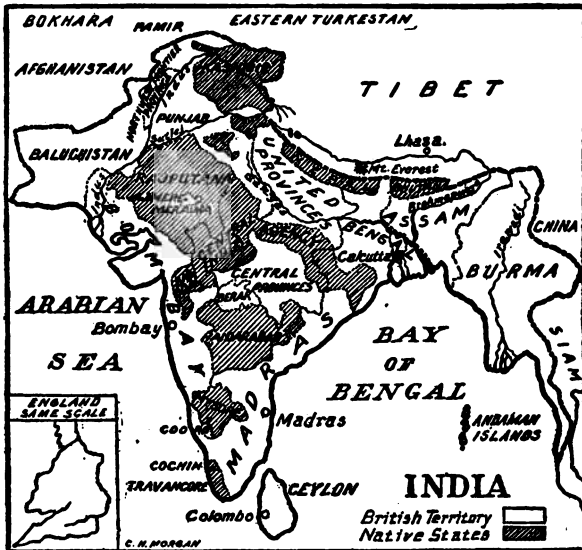 BOKHARA
PAMIR
EASTERN TURKESTAN
AFGHANISTAN
TIBET
PUNJAB
BALUCHISTAN
Lhasa
Mt. Everest
RAJPUTANA
UNITED
PROVINCES
ASSAM
BENGAL
CHINA
Calcutta
BURMA
CENTRAL
PROVINCES
BERAR
ARABIAN
SEA
Bombay
BOMBAY
BAY
OF
BENGAL
SIAM
MADRAS
Madras
ENGLAND
SAME SCALE
COORG
ANDAMAN
ISLANDS
COCHIN
TRAVANCORE
CEYLON
Colombo
INDIA
British Territory
Native States
C. H. MORGAN